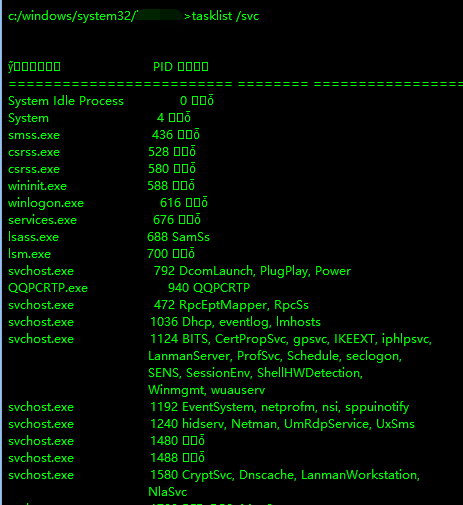 c:/windows/system32/ >tasklist /svc
PID
========================= ======== ====================
System Idle Process 0
System 4
smss.exe 436
csrss.exe 528
csrss.exe 580
wininit.exe 588
winlogon.exe 616
services.exe 676
lsass.exe 688 SamSs
lsm.exe 700
svchost.exe 792 DcomLaunch, PlugPlay, Power
QQPCRTP.exe 940 QQPCRTP
svchost.exe 472 RpcEptMapper, RpcSs
svchost.exe 1036 Dhcp, eventlog, lmhosts
svchost.exe 1124 BITS, CertPropSvc, gpsvc, IKEEXT, iphlpsvc,
LanmanServer, ProfSvc, Schedule, seclogon,
SENS, SessionEnv, ShellHWDetection,
Winmgmt, wuauserv
svchost.exe 1192 EventSystem, netprofm, nsi, sppuinotify
svchost.exe 1240 hidserv, Netman, UmRdpService, UxSms
svchost.exe 1480
svchost.exe 1488
svchost.exe 1580 CryptSvc, Dnscache, LanmanWorkstation,
NlaSvc